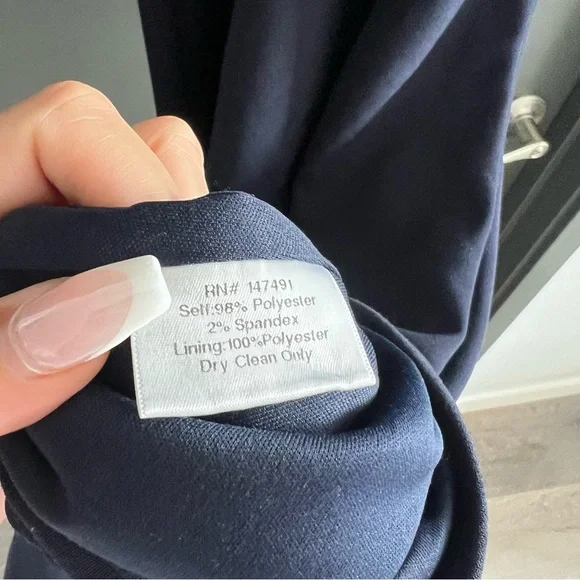 RN# 147491
Self:98% Polyester
2% Spandex
Lining:100%Polyester
Dry Clean Only